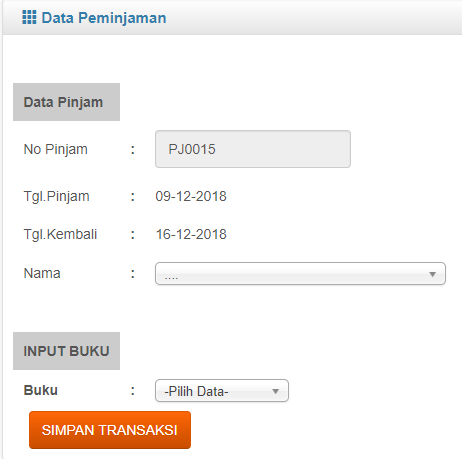 Data Peminjaman
Data Pinjam
No Pinjam : PJ0015
Tgl.Pinjam : 09-12-2018
Tgl.Kembali : 16-12-2018
Nama : ....
INPUT BUKU
Buku : -Pilih Data-
SIMPAN TRANSAKSI